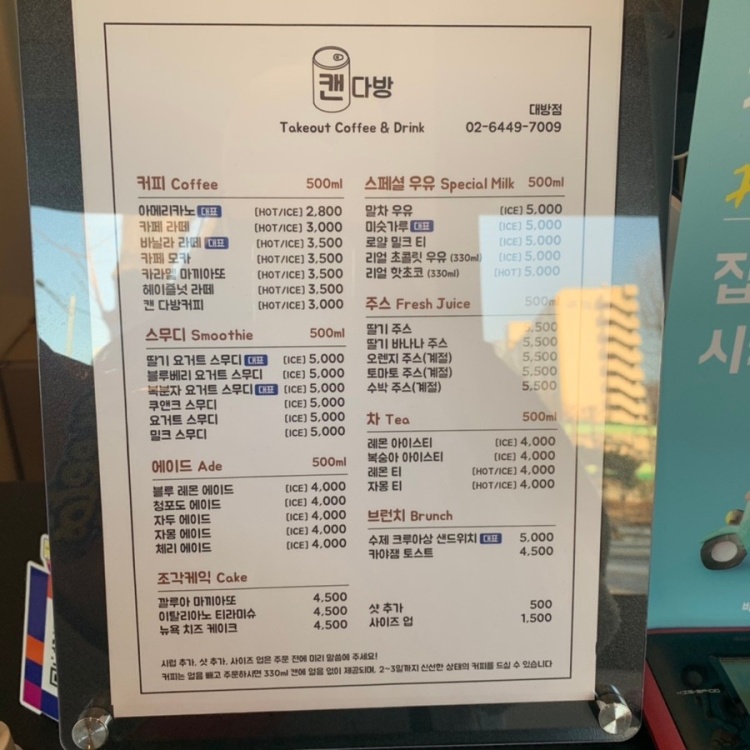 캔다방
대방점
Takeout Coffee & Drink 02-6449-7009
커피 Coffee 500ml
아메리카노 대표 [HOT/ICE] 2,800
카페 라떼 [HOT/ICE] 3,000
바닐라 라떼 대표 [HOT/ICE] 3,500
카페 모카 [HOT/ICE] 3,500
카라멜 마끼아또 [HOT/ICE] 3,500
헤이즐넛 라떼 [HOT/ICE] 3,500
캔 다방커피 [HOT/ICE] 3,000
스무디 Smoothie 500ml
딸기 요거트 스무디 대표 [ICE] 5,000
블루베리 요거트 스무디 [ICE] 5,000
복분자 요거트 스무디 대표 [ICE] 5,000
쿠앤크 스무디 [ICE] 5,000
요거트 스무디 [ICE] 5,000
밀크 스무디 [ICE] 5,000
에이드 Ade 500ml
블루 레몬 에이드 [ICE] 4,000
청포도 에이드 [ICE] 4,000
자두 에이드 [ICE] 4,000
자몽 에이드 [ICE] 4,000
체리 에이드 [ICE] 4,000
조각케익 Cake
깔루아 마끼아또 4,500
이탈리아노 티라미슈 4,500
뉴욕 치즈 케이크 4,500
스페셜 우유 Special Milk 500ml
말차 우유 [ICE] 5,000
미숫가루 대표 [ICE] 5,000
로얄 밀크 티 [ICE] 5,000
리얼 초콜릿 우유 (330ml) [ICE] 5,000
리얼 핫초코 (330ml) [HOT] 5,000
주스 Fresh Juice 500m
딸기 주스 5,500
딸기 바나나 주스 5,500
오렌지 주스(계절) 5,500
토마토 주스(계절) 5,500
수박 주스(계절) 5,500
차 Tea 500ml
레몬 아이스티 [ICE] 4,000
복숭아 아이스티 [ICE] 4,000
레몬 티 [HOT/ICE] 4,000
자몽 티 [HOT/ICE] 4,000
브런치 Brunch
수제 크루아상 샌드위치 대표 5,000
카야잼 토스트 4,500
샷 추가 500
사이즈 업 1,500
시럽 추가, 샷 추가, 사이즈 업은 주문 전에 미리 말씀해 주세요!
커피는 얼음 빼고 주문하시면 330ml 캔에 얼음 없이 제공되며, 2~3일까지 신선한 상태의 커피를 드실 수 있습니다
집
시